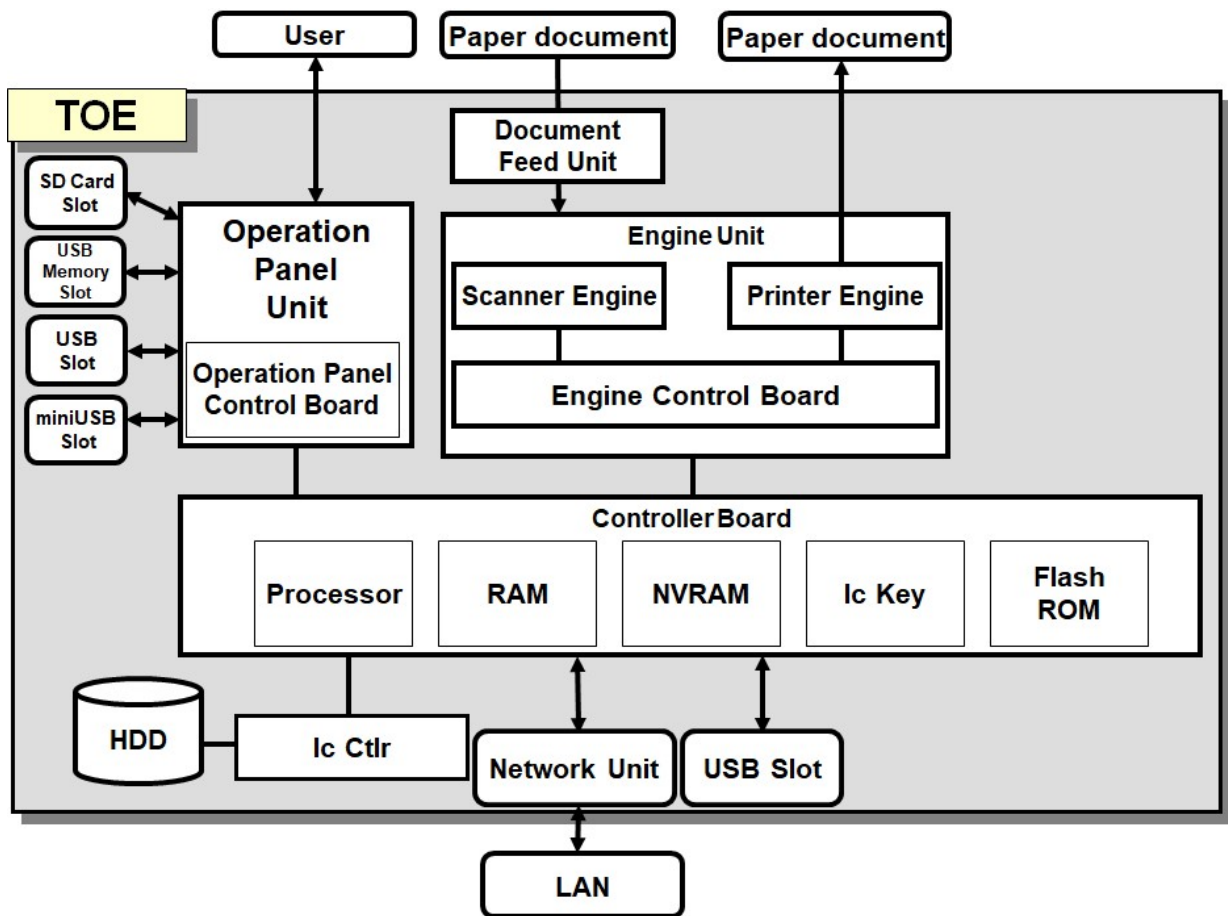 User
Paper document
Paper document
TOE
Document
Feed Unit
SD Card
Slot
USB
Memory
Slot
USB
Slot
miniUSB
Slot
Operation
Panel
Unit
Operation Panel
Control Board
Engine Unit
Scanner Engine
Printer Engine
Engine Control Board
Controller Board
Processor
RAM
NVRAM
Ic Key
Flash
ROM
HDD
Ic Ctlr
Network Unit
USB Slot
LAN